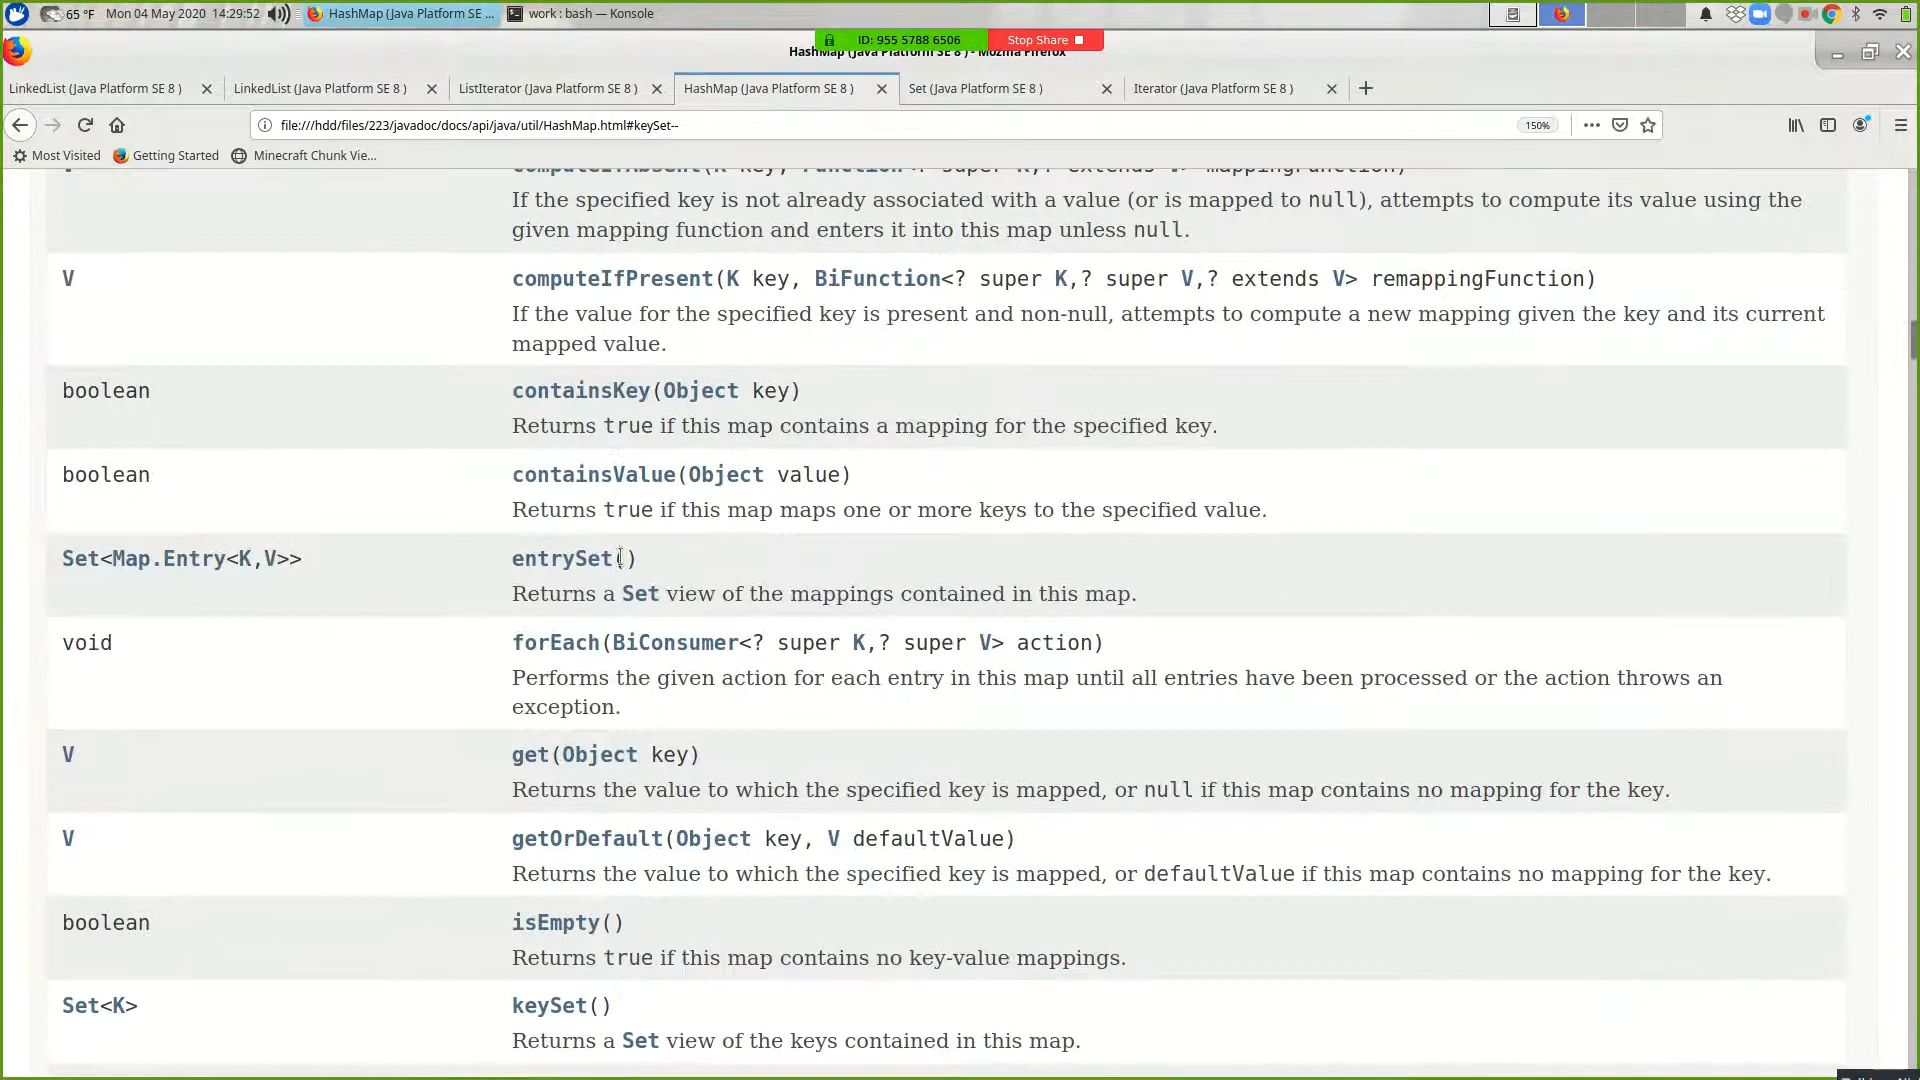 65 °F Mon 04 May 2020 14:29:52 HashMap (Java Platform SE ... work : bash — Konsole
ID: 955 5788 6506 Stop Share
HashMap (Java Platform SE 8 ) - Mozilla Firefox
LinkedList (Java Platform SE 8 ) LinkedList (Java Platform SE 8 ) ListIterator (Java Platform SE 8 ) HashMap (Java Platform SE 8 ) Set (Java Platform SE 8 ) Iterator (Java Platform SE 8 )
file:///hdd/files/223/javadoc/docs/api/java/util/HashMap.html#keySet-- 150%
Most Visited Getting Started Minecraft Chunk Vie...
computeIfAbsent(K key, Function<? super K,? extends V> mappingFunction)
If the specified key is not already associated with a value (or is mapped to null), attempts to compute its value using the
given mapping function and enters it into this map unless null.
V computeIfPresent(K key, BiFunction<? super K,? super V,? extends V> remappingFunction)
If the value for the specified key is present and non-null, attempts to compute a new mapping given the key and its current
mapped value.
boolean containsKey(Object key)
Returns true if this map contains a mapping for the specified key.
boolean containsValue(Object value)
Returns true if this map maps one or more keys to the specified value.
Set<Map.Entry<K,V>> entrySet()
Returns a Set view of the mappings contained in this map.
void forEach(BiConsumer<? super K,? super V> action)
Performs the given action for each entry in this map until all entries have been processed or the action throws an
exception.
V get(Object key)
Returns the value to which the specified key is mapped, or null if this map contains no mapping for the key.
V getOrDefault(Object key, V defaultValue)
Returns the value to which the specified key is mapped, or defaultValue if this map contains no mapping for the key.
boolean isEmpty()
Returns true if this map contains no key-value mappings.
Set<K> keySet()
Returns a Set view of the keys contained in this map.